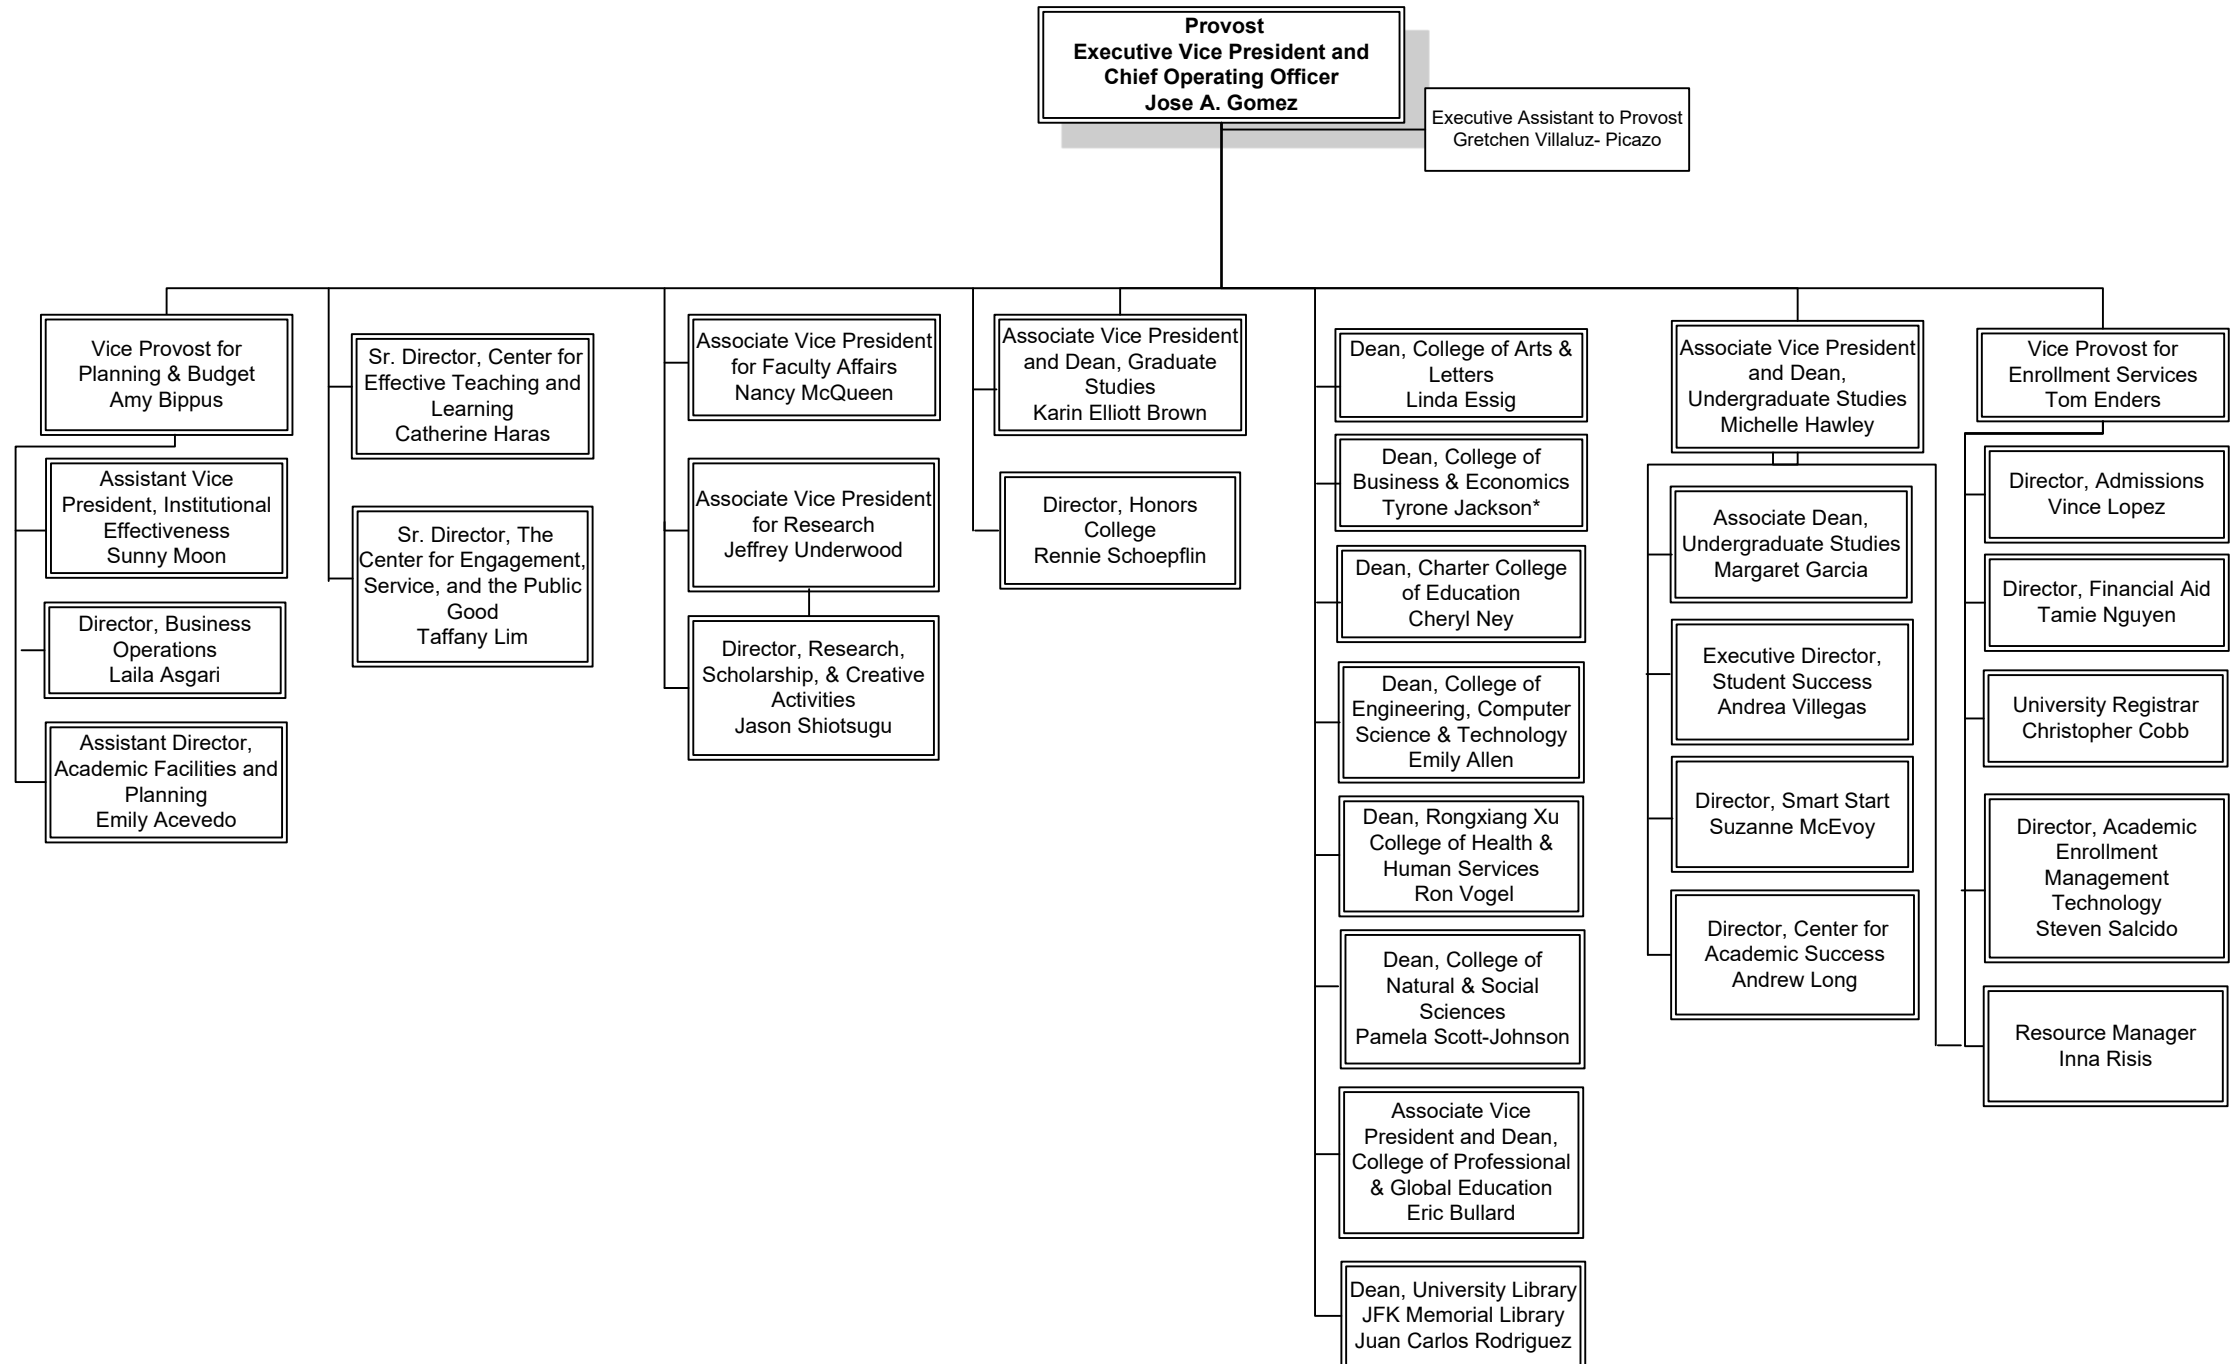 Provost
Executive Vice President and
Chief Operating Officer
Jose A. Gomez
Executive Assistant to Provost
Gretchen Villaluz- Picazo
Vice Provost for
Planning & Budget
Amy Bippus
Assistant Vice
President, Institutional
Effectiveness
Sunny Moon
Director, Business
Operations
Laila Asgari
Assistant Director,
Academic Facilities and
Planning
Emily Acevedo
Sr. Director, Center for
Effective Teaching and
Learning
Catherine Haras
Sr. Director, The
Center for Engagement,
Service, and the Public
Good
Taffany Lim
Associate Vice President
for Faculty Affairs
Nancy McQueen
Associate Vice President
for Research
Jeffrey Underwood
Director, Research,
Scholarship, & Creative
Activities
Jason Shiotsugu
Associate Vice President
and Dean, Graduate
Studies
Karin Elliott Brown
Director, Honors
College
Rennie Schoepflin
Dean, College of Arts &
Letters
Linda Essig
Dean, College of
Business & Economics
Tyrone Jackson*
Dean, Charter College
of Education
Cheryl Ney
Dean, College of
Engineering, Computer
Science & Technology
Emily Allen
Dean, Rongxiang Xu
College of Health &
Human Services
Ron Vogel
Dean, College of
Natural & Social
Sciences
Pamela Scott-Johnson
Associate Vice
President and Dean,
College of Professional
& Global Education
Eric Bullard
Dean, University Library
JFK Memorial Library
Juan Carlos Rodriguez
Associate Vice President
and Dean,
Undergraduate Studies
Michelle Hawley
Associate Dean,
Undergraduate Studies
Margaret Garcia
Executive Director,
Student Success
Andrea Villegas
Director, Smart Start
Suzanne McEvoy
Director, Center for
Academic Success
Andrew Long
Vice Provost for
Enrollment Services
Tom Enders
Director, Admissions
Vince Lopez
Director, Financial Aid
Tamie Nguyen
University Registrar
Christopher Cobb
Director, Academic
Enrollment
Management
Technology
Steven Salcido
Resource Manager
Inna Risis